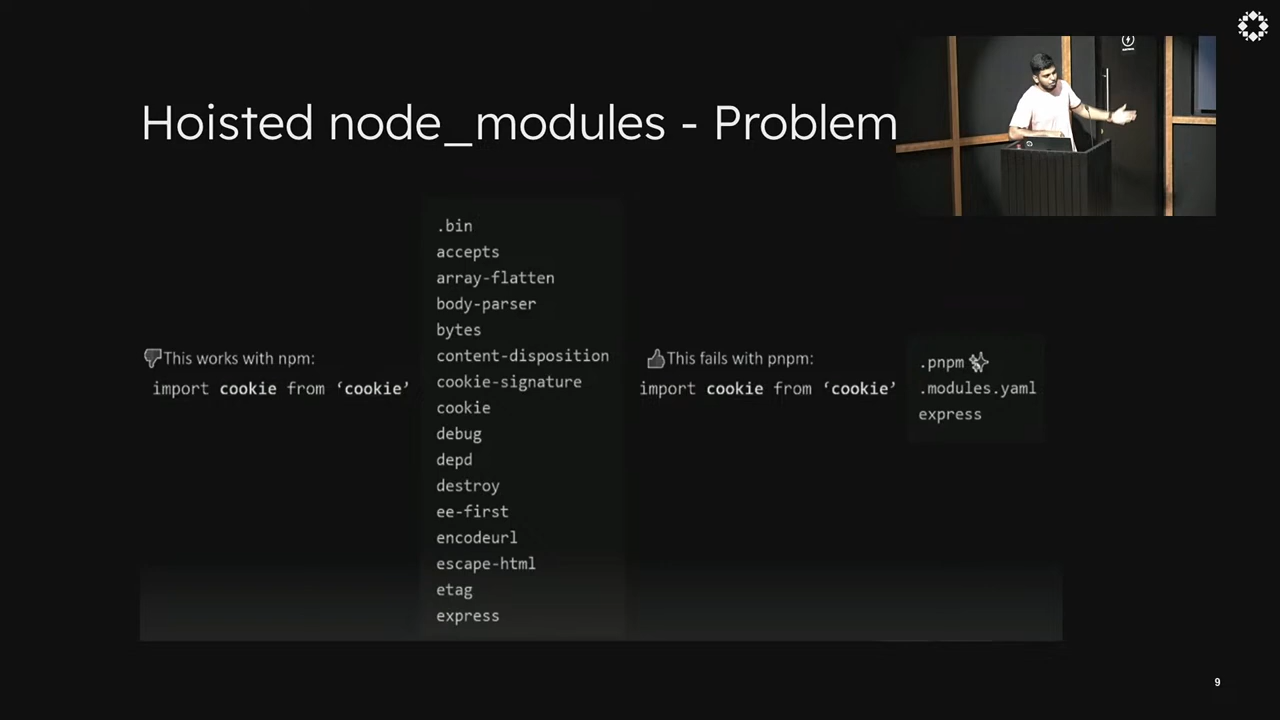 Hoisted node_modules - Problem
This works with npm:
import cookie from ‘cookie’
.bin
accepts
array-flatten
body-parser
bytes
content-disposition
cookie-signature
cookie
debug
depd
destroy
ee-first
encodeurl
escape-html
etag
express
This fails with pnpm:
import cookie from ‘cookie’
.pnpm
.modules.yaml
express
9